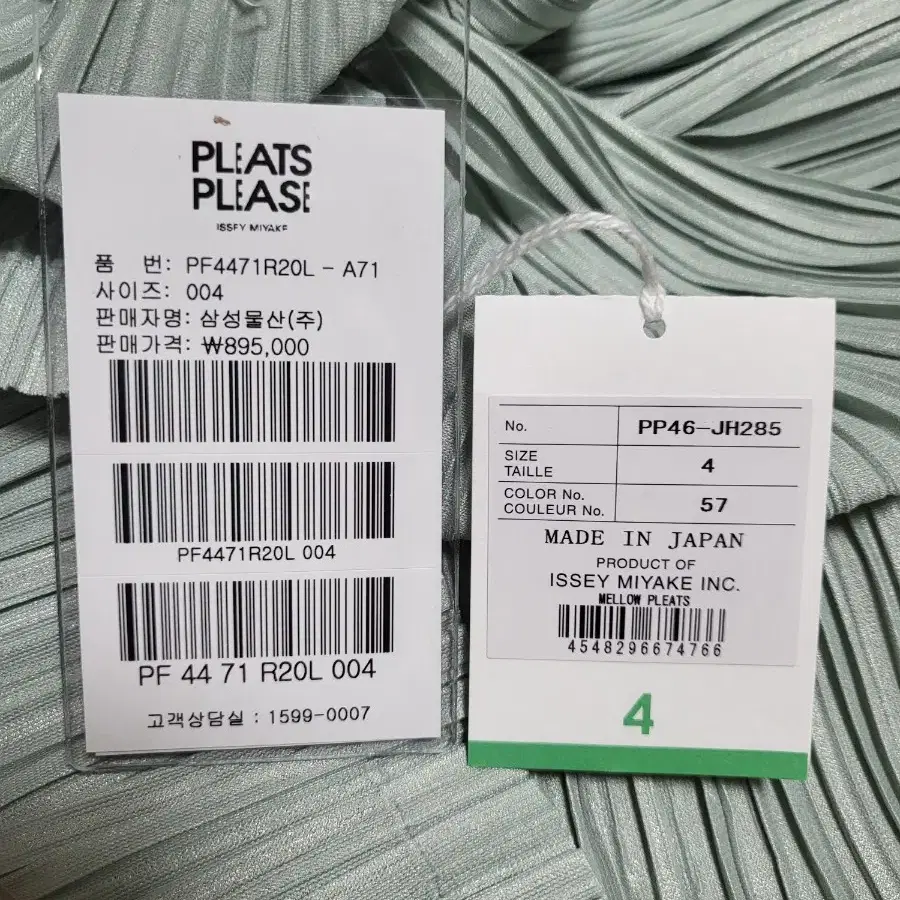 PLEATS
PLEASE
ISSEY MIYAKE
품 번: PF4471R20L - A71
사이즈: 004
판매자명: 삼성물산(주)
판매가격: ₩895,000
PF4471R20L 004
PF 44 71 R20L 004
고객상담실 : 1599-0007
No. PP46-JH285
SIZE
TAILLE 4
COLOR No.
COULEUR No. 57
MADE IN JAPAN
PRODUCT OF
ISSEY MIYAKE INC.
MELLOW PLEATS
4548296674766
4